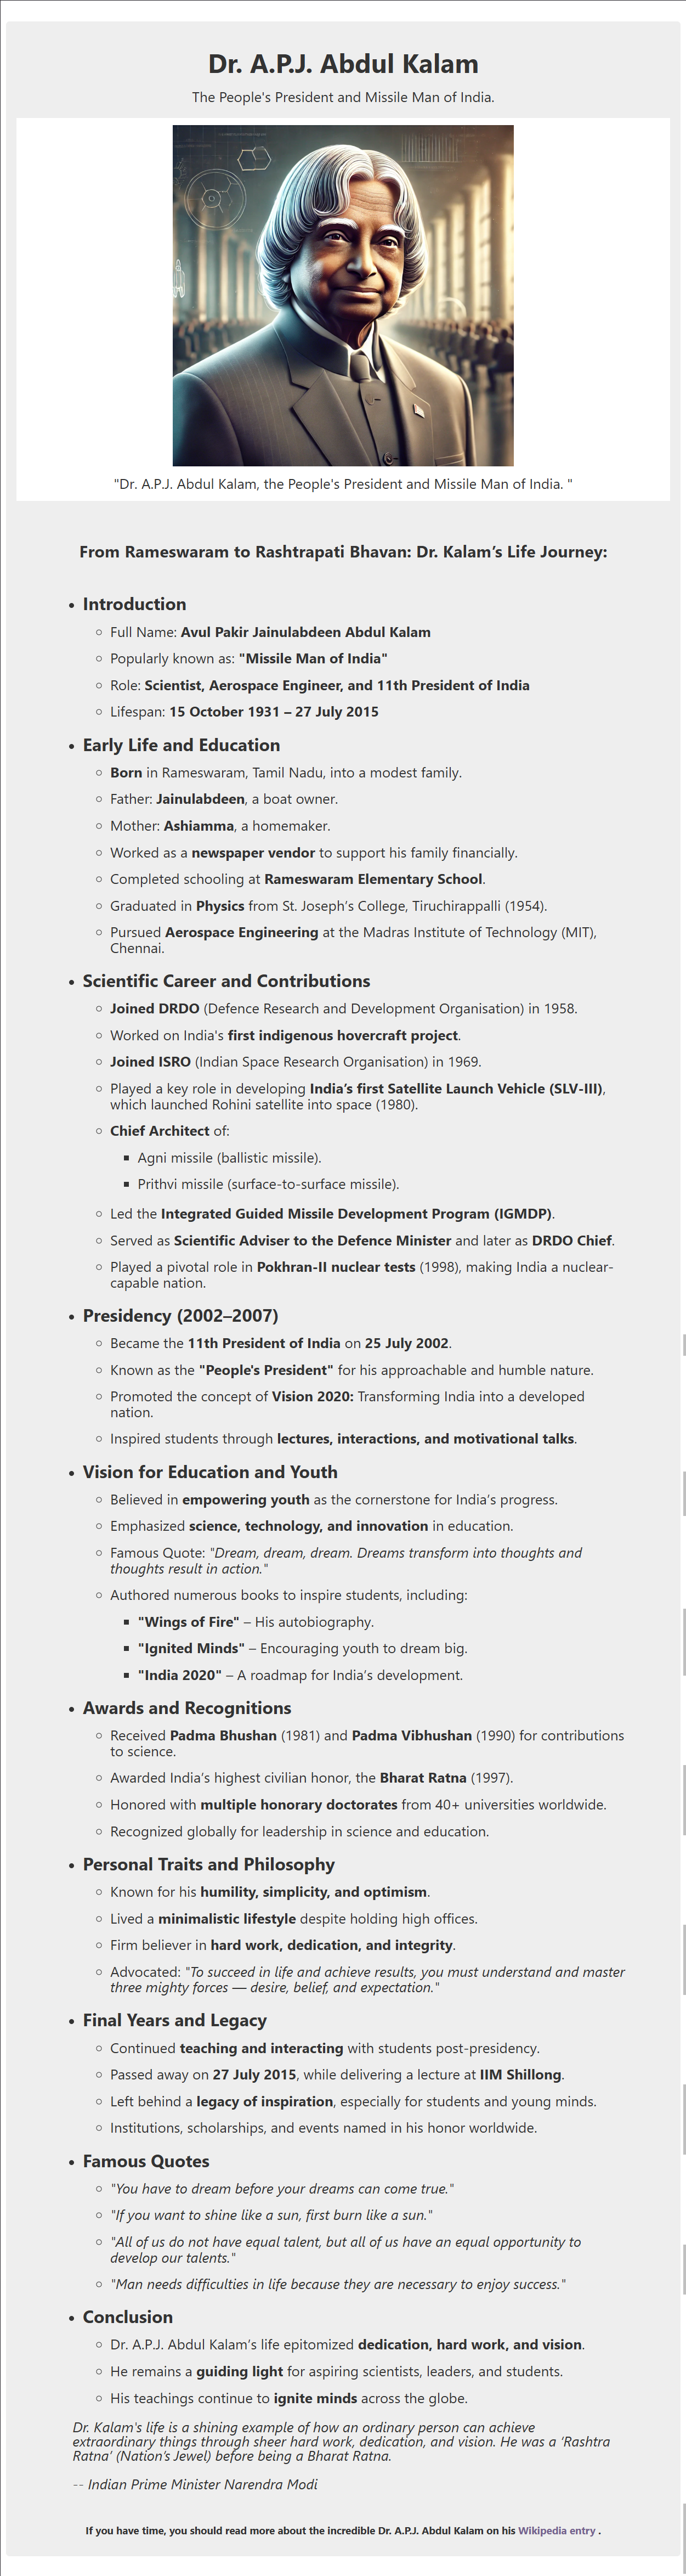 Dr. A.P.J. Abdul Kalam
The People's President and Missile Man of India.
"Dr. A.P.J. Abdul Kalam, the People's President and Missile Man of India. "
From Rameswaram to Rashtrapati Bhavan: Dr. Kalam’s Life Journey:
• Introduction
◦ Full Name: Avul Pakir Jainulabdeen Abdul Kalam
◦ Popularly known as: "Missile Man of India"
◦ Role: Scientist, Aerospace Engineer, and 11th President of India
◦ Lifespan: 15 October 1931 – 27 July 2015
• Early Life and Education
◦ Born in Rameswaram, Tamil Nadu, into a modest family.
◦ Father: Jainulabdeen, a boat owner.
◦ Mother: Ashiamma, a homemaker.
◦ Worked as a newspaper vendor to support his family financially.
◦ Completed schooling at Rameswaram Elementary School.
◦ Graduated in Physics from St. Joseph’s College, Tiruchirappalli (1954).
◦ Pursued Aerospace Engineering at the Madras Institute of Technology (MIT),
Chennai.
• Scientific Career and Contributions
◦ Joined DRDO (Defence Research and Development Organisation) in 1958.
◦ Worked on India's first indigenous hovercraft project.
◦ Joined ISRO (Indian Space Research Organisation) in 1969.
◦ Played a key role in developing India’s first Satellite Launch Vehicle (SLV-III),
which launched Rohini satellite into space (1980).
◦ Chief Architect of:
▪ Agni missile (ballistic missile).
▪ Prithvi missile (surface-to-surface missile).
◦ Led the Integrated Guided Missile Development Program (IGMDP).
◦ Served as Scientific Adviser to the Defence Minister and later as DRDO Chief.
◦ Played a pivotal role in Pokhran-II nuclear tests (1998), making India a nuclear-
capable nation.
• Presidency (2002–2007)
◦ Became the 11th President of India on 25 July 2002.
◦ Known as the "People's President" for his approachable and humble nature.
◦ Promoted the concept of Vision 2020: Transforming India into a developed
nation.
◦ Inspired students through lectures, interactions, and motivational talks.
• Vision for Education and Youth
◦ Believed in empowering youth as the cornerstone for India’s progress.
◦ Emphasized science, technology, and innovation in education.
◦ Famous Quote: "Dream, dream, dream. Dreams transform into thoughts and
thoughts result in action."
◦ Authored numerous books to inspire students, including:
▪ "Wings of Fire" – His autobiography.
▪ "Ignited Minds" – Encouraging youth to dream big.
▪ "India 2020" – A roadmap for India’s development.
• Awards and Recognitions
◦ Received Padma Bhushan (1981) and Padma Vibhushan (1990) for contributions
to science.
◦ Awarded India’s highest civilian honor, the Bharat Ratna (1997).
◦ Honored with multiple honorary doctorates from 40+ universities worldwide.
◦ Recognized globally for leadership in science and education.
• Personal Traits and Philosophy
◦ Known for his humility, simplicity, and optimism.
◦ Lived a minimalistic lifestyle despite holding high offices.
◦ Firm believer in hard work, dedication, and integrity.
◦ Advocated: "To succeed in life and achieve results, you must understand and master
three mighty forces — desire, belief, and expectation."
• Final Years and Legacy
◦ Continued teaching and interacting with students post-presidency.
◦ Passed away on 27 July 2015, while delivering a lecture at IIM Shillong.
◦ Left behind a legacy of inspiration, especially for students and young minds.
◦ Institutions, scholarships, and events named in his honor worldwide.
• Famous Quotes
◦ "You have to dream before your dreams can come true."
◦ "If you want to shine like a sun, first burn like a sun."
◦ "All of us do not have equal talent, but all of us have an equal opportunity to
develop our talents."
◦ "Man needs difficulties in life because they are necessary to enjoy success."
• Conclusion
◦ Dr. A.P.J. Abdul Kalam’s life epitomized dedication, hard work, and vision.
◦ He remains a guiding light for aspiring scientists, leaders, and students.
◦ His teachings continue to ignite minds across the globe.
Dr. Kalam's life is a shining example of how an ordinary person can achieve
extraordinary things through sheer hard work, dedication, and vision. He was a ‘Rashtra
Ratna’ (Nation’s Jewel) before being a Bharat Ratna.
-- Indian Prime Minister Narendra Modi
If you have time, you should read more about the incredible Dr. A.P.J. Abdul Kalam on his Wikipedia entry .